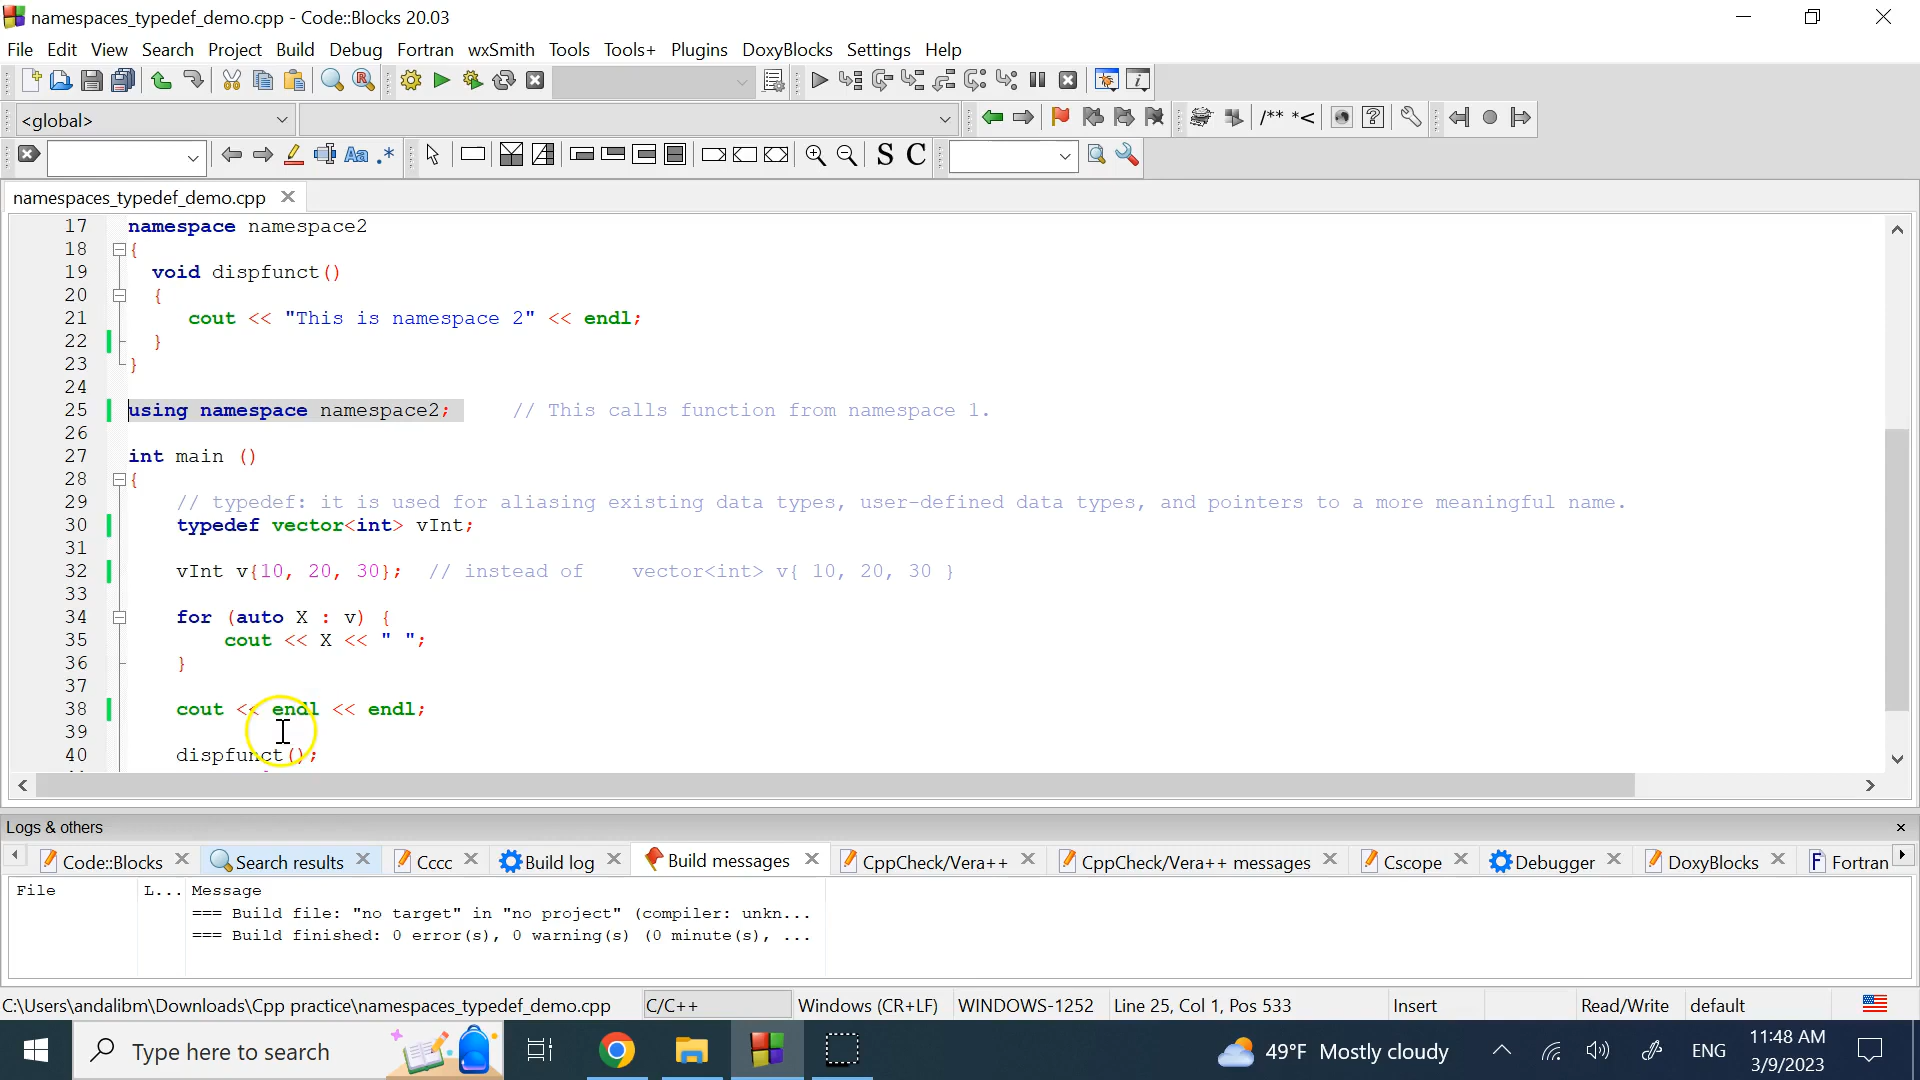 namespaces_typedef_demo.cpp - Code::Blocks 20.03
File Edit View Search Project Build Debug Fortran wxSmith Tools Tools+ Plugins DoxyBlocks Settings Help
<global>
/** *<
Aa .* S C
namespaces_typedef_demo.cpp
17 namespace namespace2
18 {
19 void dispfunct()
20 {
21 cout << "This is namespace 2" << endl;
22 }
23 }
24
25 using namespace namespace2; // This calls function from namespace 1.
26
27 int main ()
28 {
29 // typedef: it is used for aliasing existing data types, user-defined data types, and pointers to a more meaningful name.
30 typedef vector<int> vInt;
31
32 vInt v{10, 20, 30}; // instead of vector<int> v{ 10, 20, 30 }
33
34 for (auto X : v) {
35 cout << X << " ";
36 }
37
38 cout << endl << endl;
39
40 dispfunct();
Logs & others
Code::Blocks Search results Cccc Build log Build messages CppCheck/Vera++ CppCheck/Vera++ messages Cscope Debugger DoxyBlocks Fortran
File L... Message
=== Build file: "no target" in "no project" (compiler: unkn...
=== Build finished: 0 error(s), 0 warning(s) (0 minute(s), ...
C:\Users\andalibm\Downloads\Cpp practice\namespaces_typedef_demo.cpp C/C++ Windows (CR+LF) WINDOWS-1252 Line 25, Col 1, Pos 533 Insert Read/Write default
Type here to search 49°F Mostly cloudy ENG 11:48 AM
3/9/2023